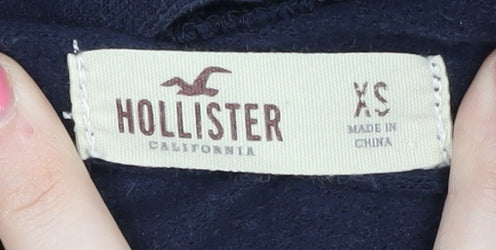 HOLLISTER
CALIFORNIA
XS
MADE IN
CHINA